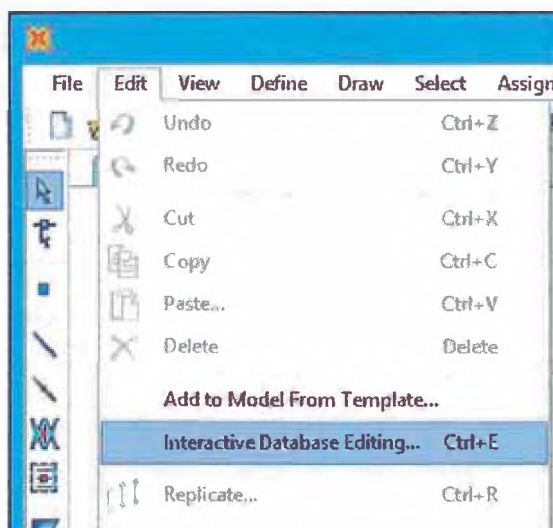 File Edit View Define Draw Select Assign
Undo Ctrl+Z
Redo Ctrl+Y
Cut Ctrl+X
Copy Ctrl+C
Paste... Ctrl+V
Delete Delete
Add to Model From Template...
Interactive Database Editing... Ctrl+E
Replicate... Ctrl+R